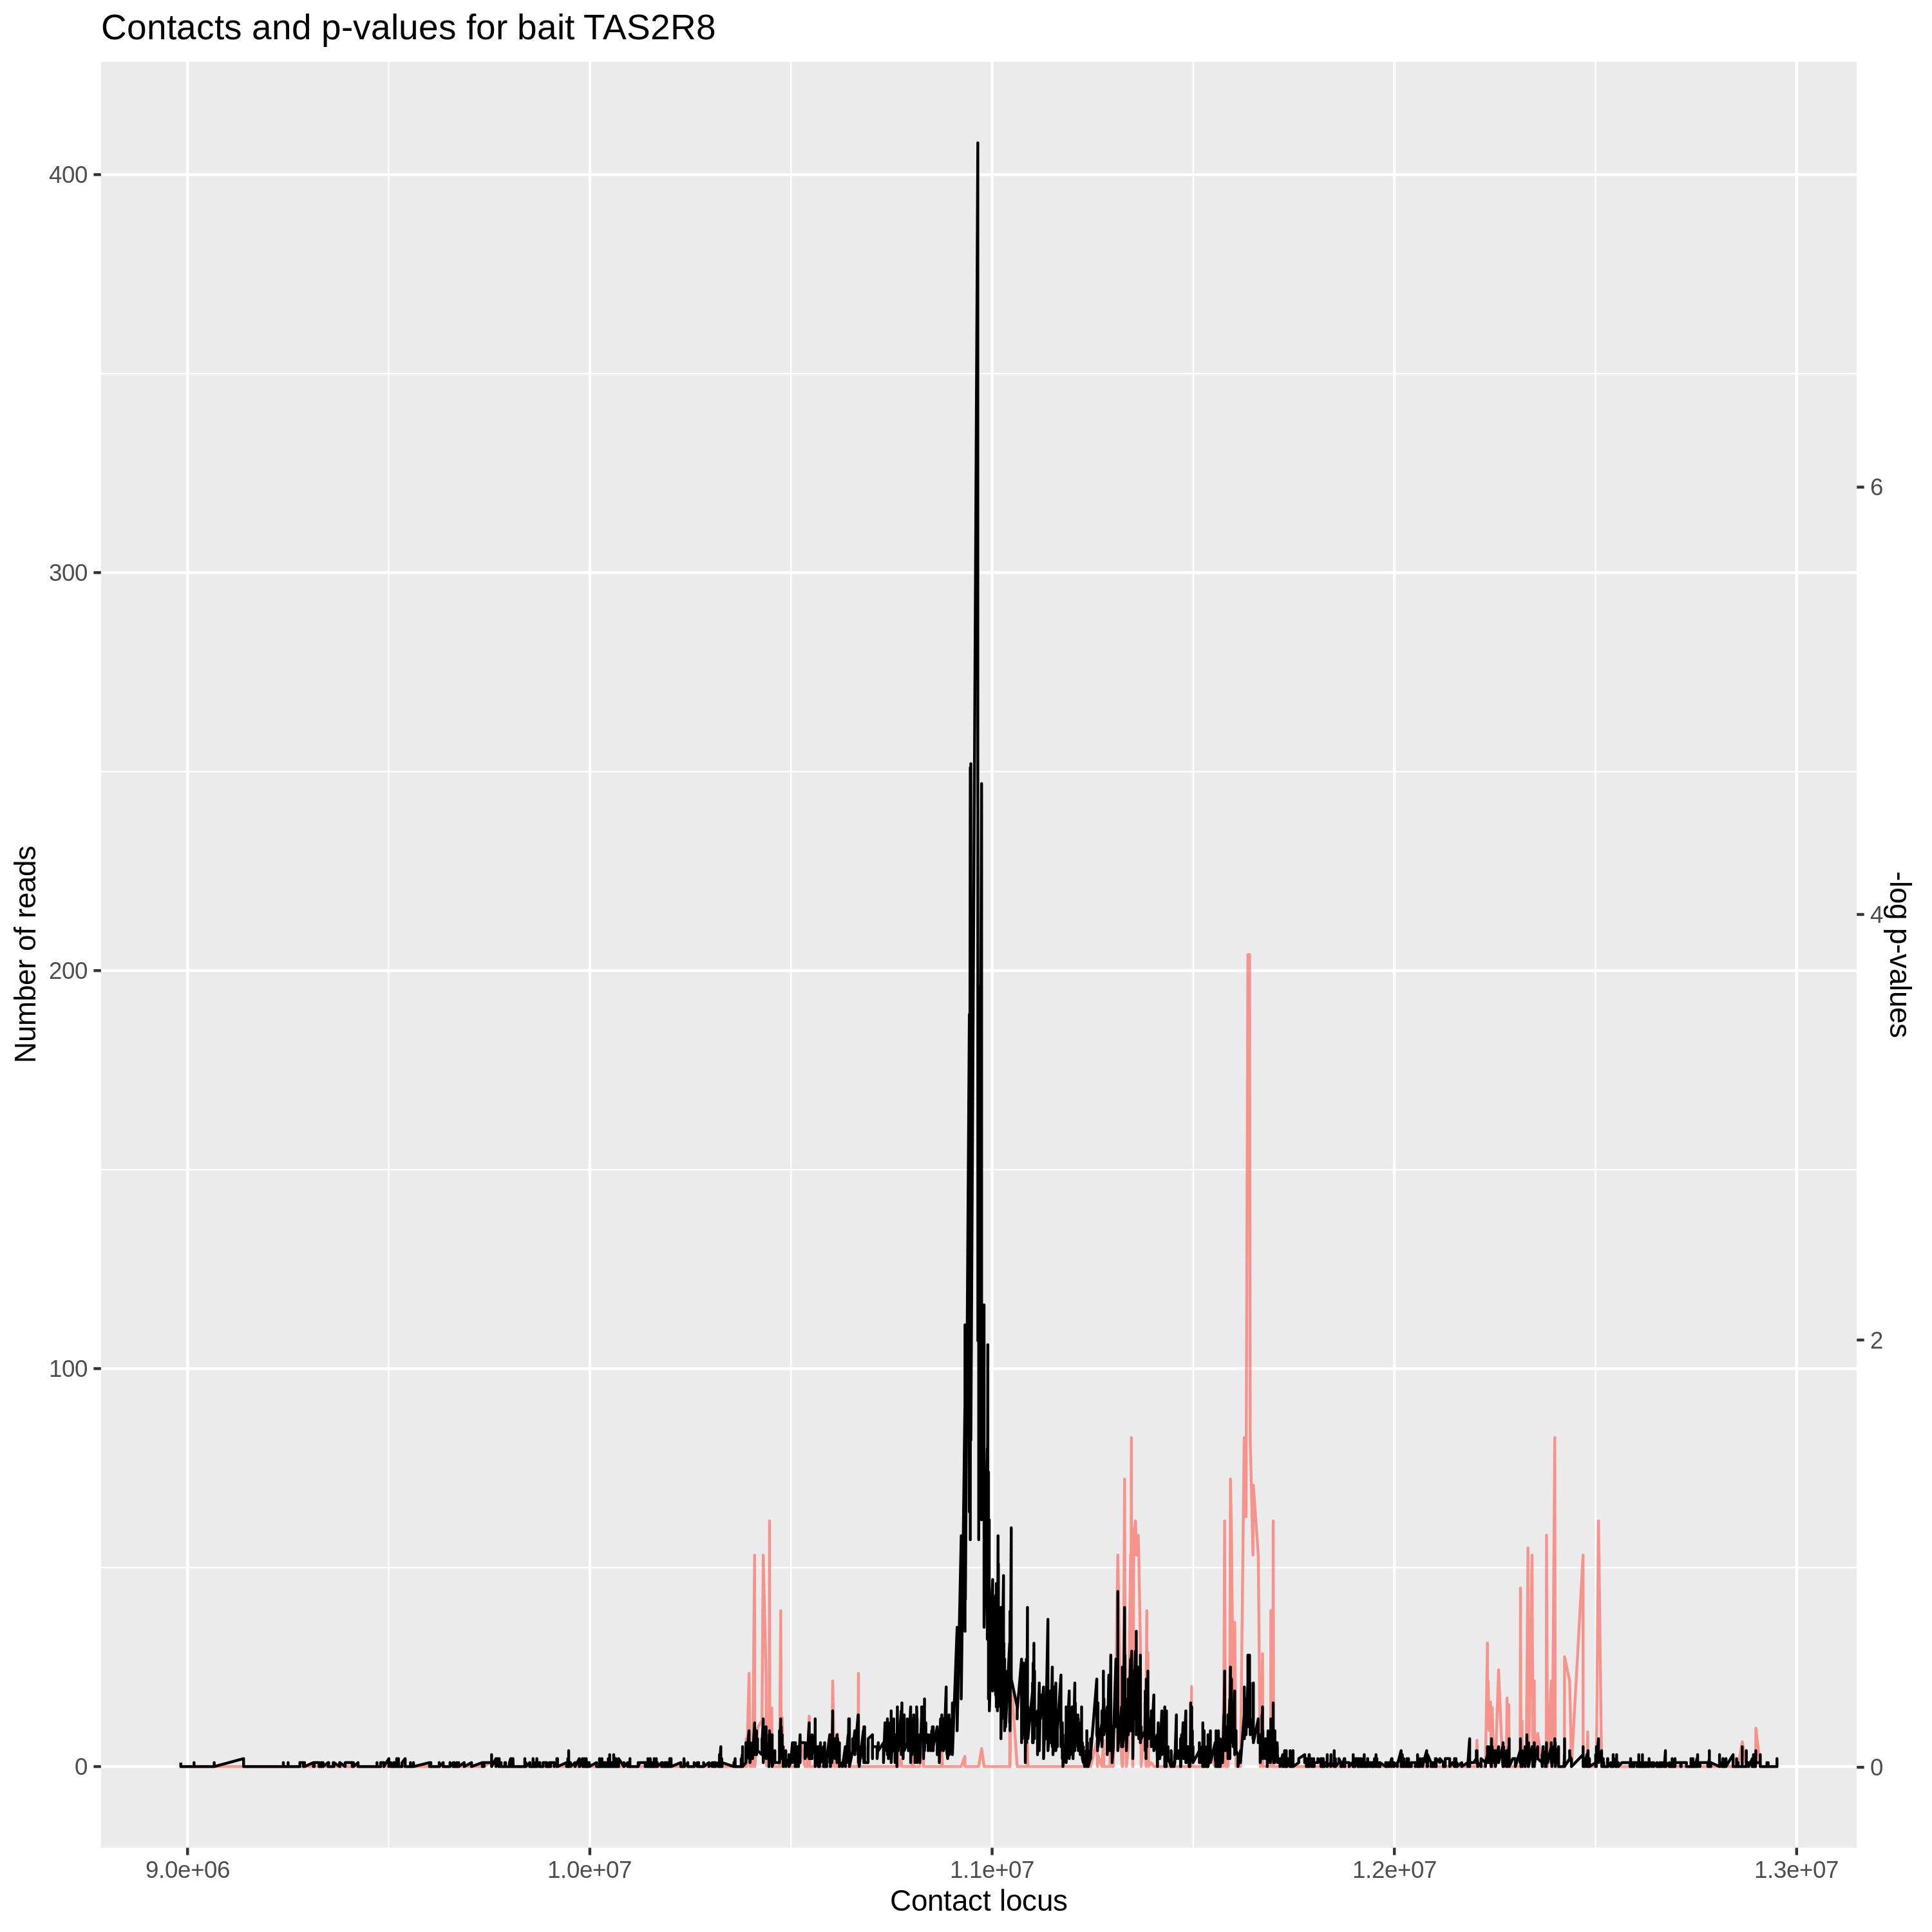 Contacts and p-values for bait TAS2R8
400
300
200
100
0
Number of reads
6
4
2
0
-log p-values
9.0e+06
1.0e+07
1.1e+07
1.2e+07
1.3e+07
Contact locus